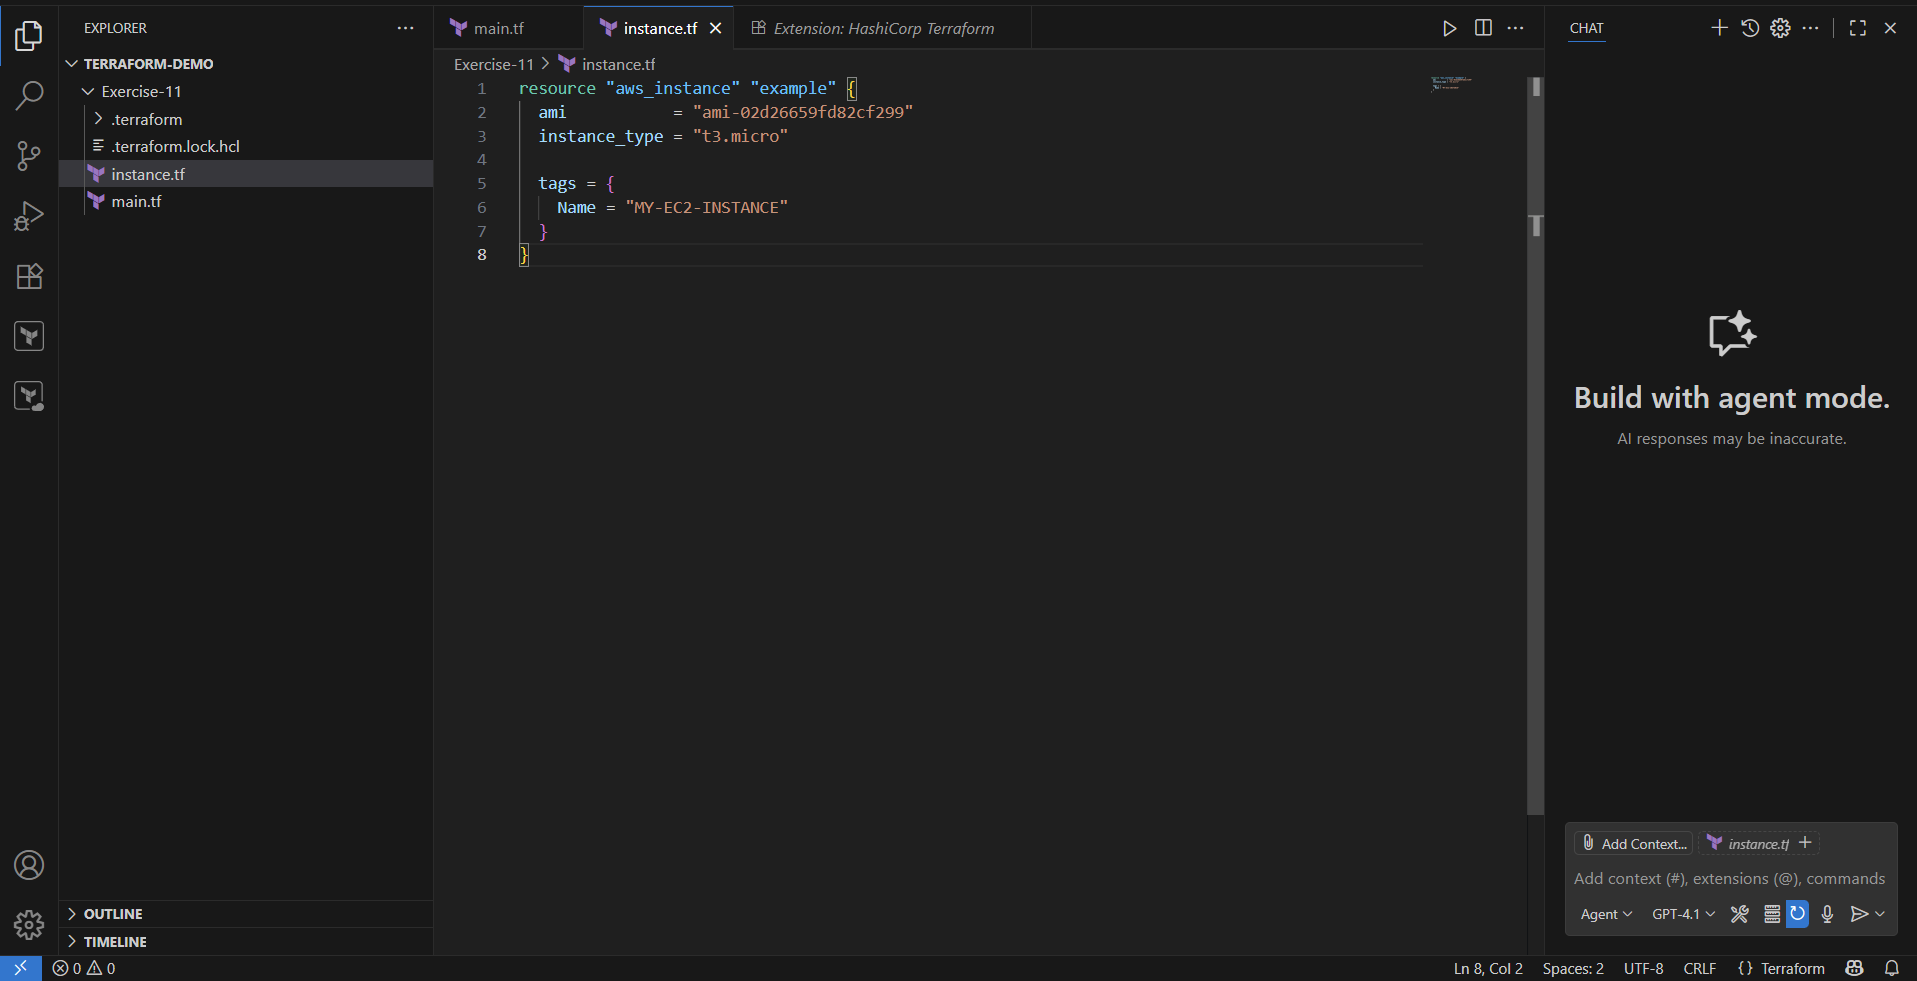 EXPLORER
TERRAFORM-DEMO
Exercise-11
.terraform
.terraform.lock.hcl
instance.tf
main.tf
OUTLINE
TIMELINE
main.tf
instance.tf
Extension: HashiCorp Terraform
Exercise-11 > instance.tf
1 resource "aws_instance" "example" {
2 ami = "ami-02d26659fd82cf299"
3 instance_type = "t3.micro"
4
5 tags = {
6 Name = "MY-EC2-INSTANCE"
7 }
8 }
CHAT
Build with agent mode.
AI responses may be inaccurate.
Add Context...
instance.tf
Add context (#), extensions (@), commands
Agent
GPT-4.1
0 0
Ln 8, Col 2
Spaces: 2
UTF-8
CRLF
{} Terraform